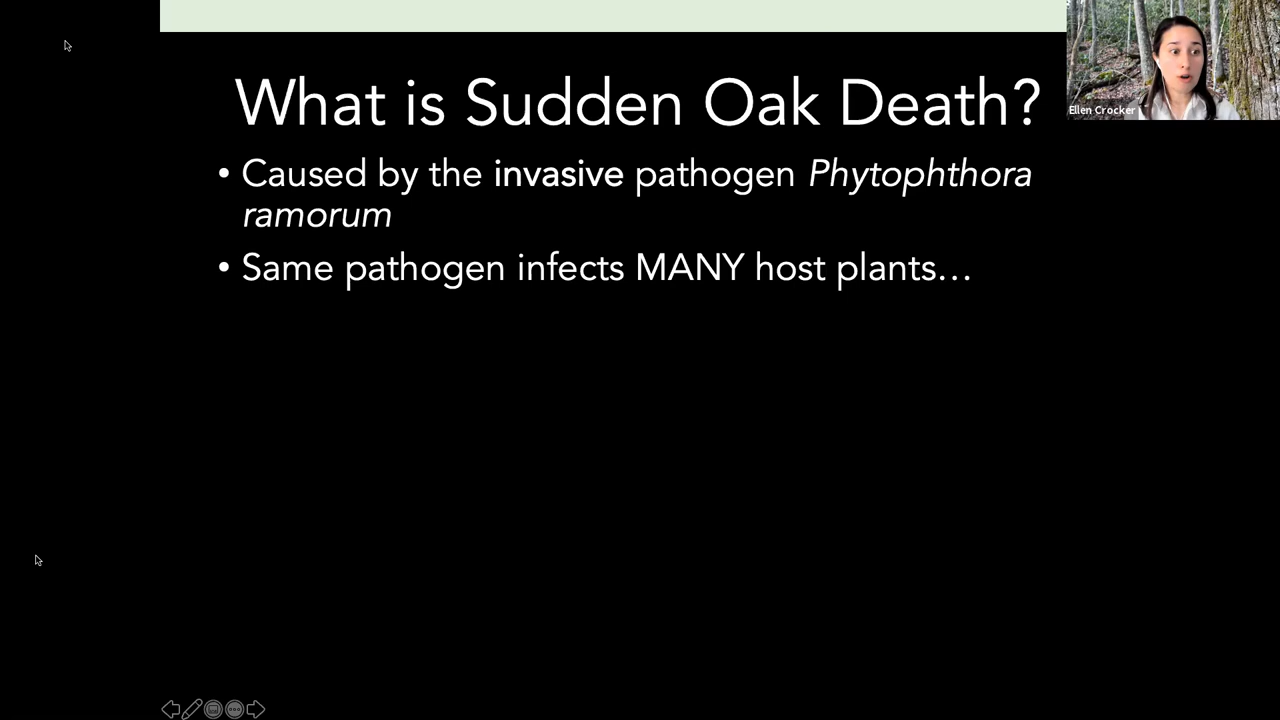 What is Sudden Oak Death?
• Caused by the invasive pathogen Phytophthora
ramorum
• Same pathogen infects MANY host plants…
Ellen Crocker